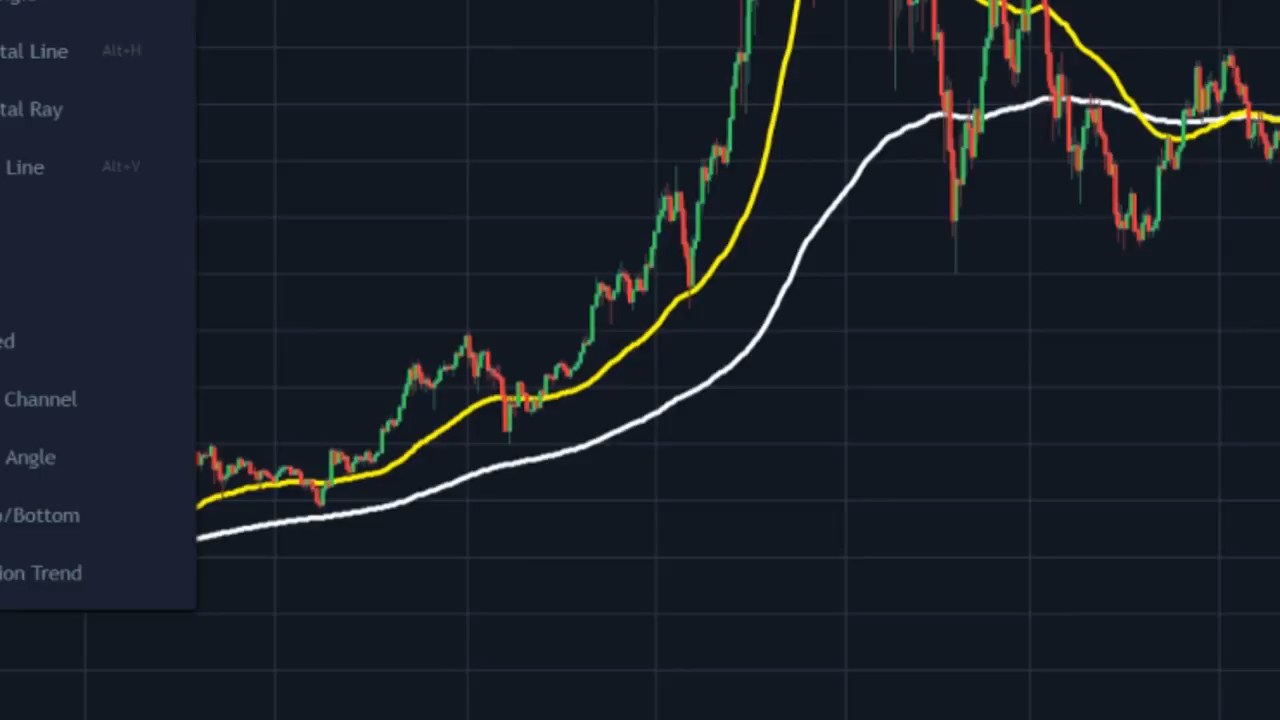 tal Line Alt+H
tal Ray
Line Alt+V
ed
Channel
Angle
/Bottom
ion Trend